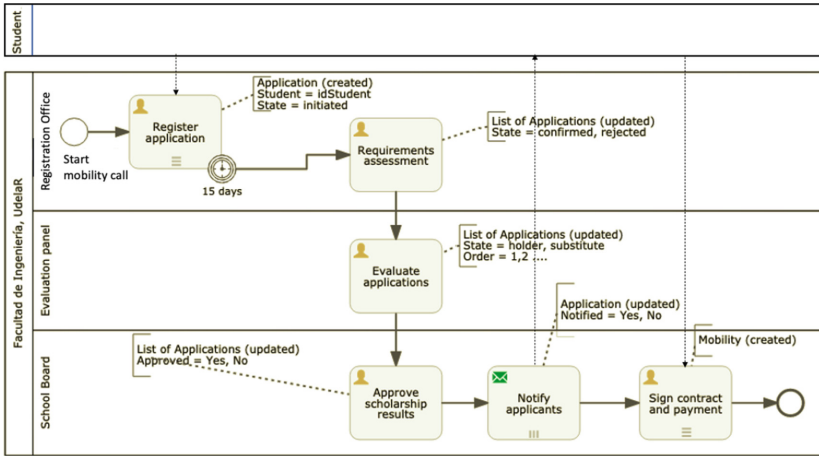 Student
Facultad de Ingeniería, UdelaR
Registration Office
Start
mobility call
Register
application
15 days
Application (created)
Student = idStudent
State = initiated
Requirements
assessment
List of Applications (updated)
State = confirmed, rejected
Evaluation panel
Evaluate
applications
List of Applications (updated)
State = holder, substitute
Order = 1,2 ....
School Board
List of Applications (updated)
Approved = Yes, No
Approve
scholarship
results
Notify
applicants
Application (updated)
Notified = Yes, No
Sign contract
and payment
Mobility (created)